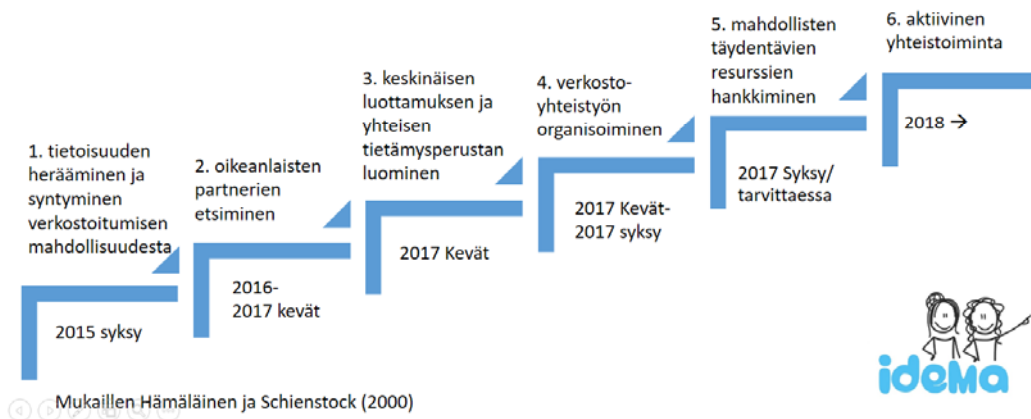 1. tietoisuuden
herääminen ja
syntyminen
verkostoitumisen
mahdollisuudesta
2015 syksy
2. oikeanlaisten
partnerien
etsiminen
2016-
2017 kevät
3. keskinäisen
luottamuksen ja
yhteisen
tietämysperustan
luominen
2017 Kevät
4. verkosto-
yhteistyön
organisoiminen
2017 Kevät-
2017 syksy
5. mahdollisten
täydentävien
resurssien
hankkiminen
2017 Syksy/
tarvittaessa
6. aktiivinen
yhteistoiminta
2018 →
idema
Mukaillen Hämäläinen ja Schienstock (2000)